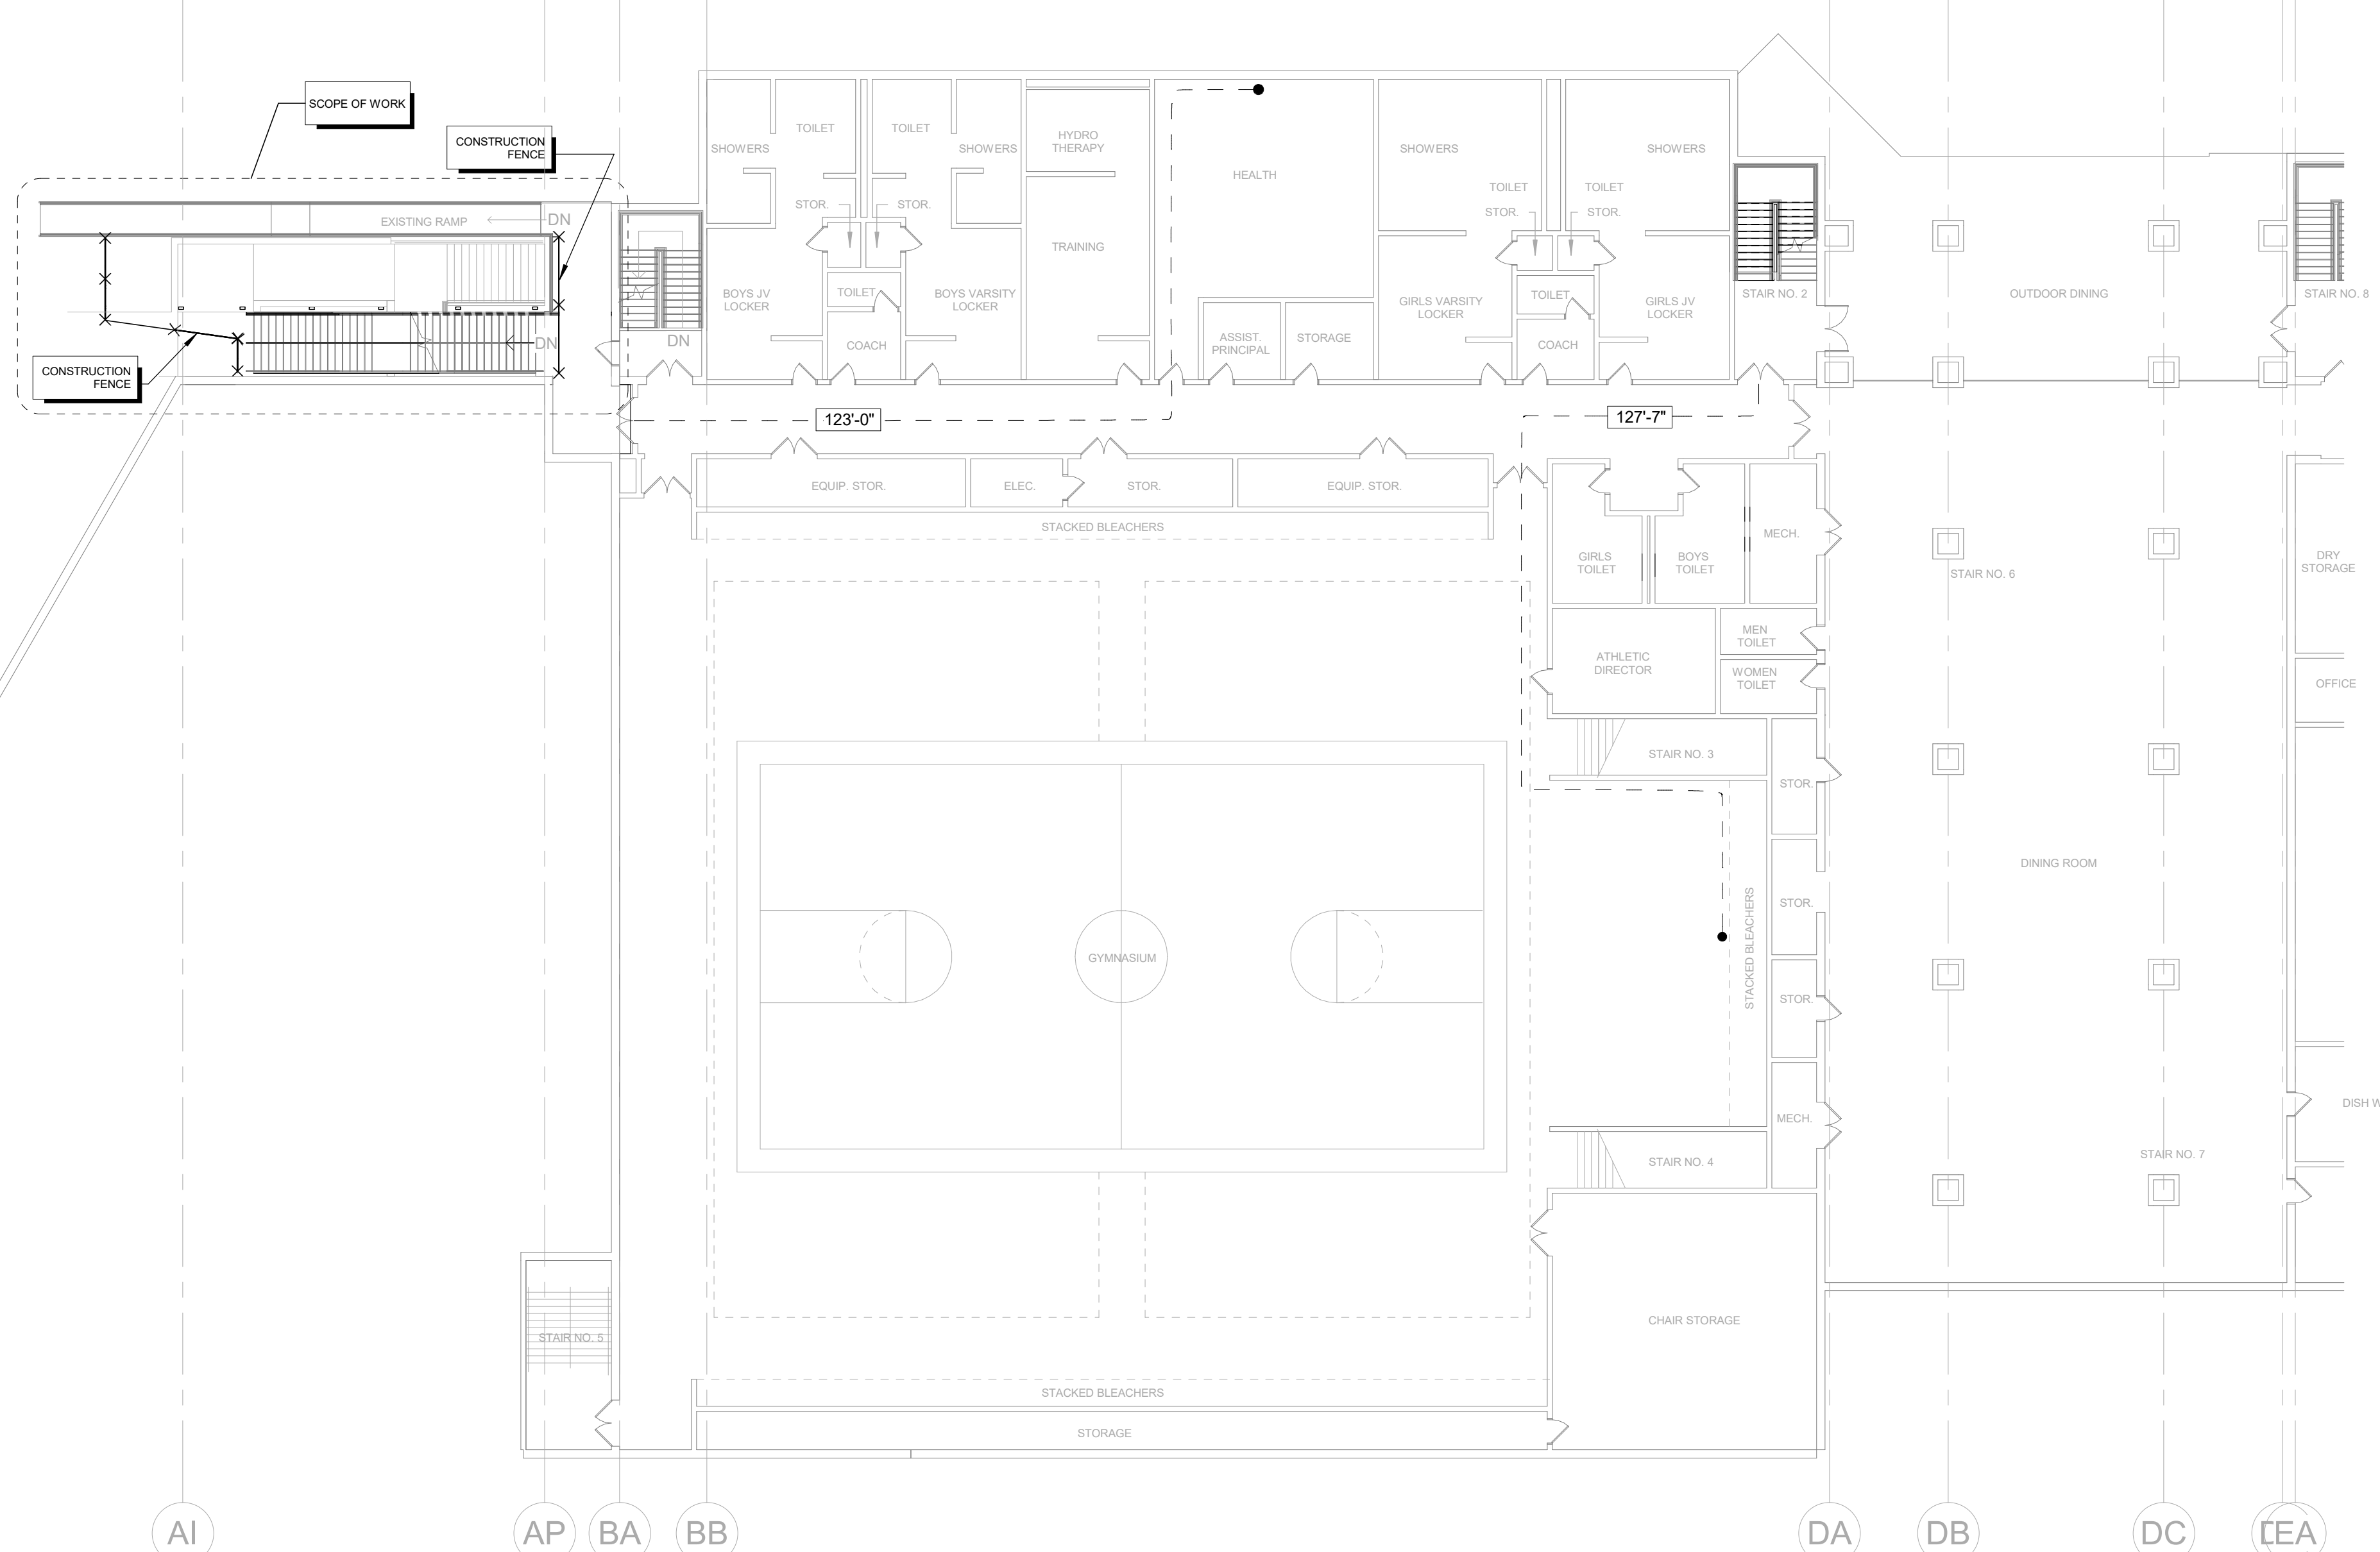 SCOPE OF WORK
CONSTRUCTION
FENCE
TOILET
TOILET
HYDRO
THERAPY
SHOWERS
SHOWERS
SHOWERS
SHOWERS
HEALTH
TOILET
TOILET
STOR.
STOR.
STOR.
STOR.
EXISTING RAMP
DN
TRAINING
BOYS JV
LOCKER
TOILET
BOYS VARSITY
LOCKER
GIRLS VARSITY
LOCKER
TOILET
GIRLS JV
LOCKER
STAIR NO. 2
OUTDOOR DINING
STAIR NO. 8
DN
DN
COACH
ASSIST.
PRINCIPAL
STORAGE
COACH
CONSTRUCTION
FENCE
123'-0"
127'-7"
EQUIP. STOR.
ELEC.
STOR.
EQUIP. STOR.
STACKED BLEACHERS
MECH.
GIRLS
TOILET
BOYS
TOILET
STAIR NO. 6
DRY
STORAGE
MEN
TOILET
ATHLETIC
DIRECTOR
WOMEN
TOILET
OFFICE
STAIR NO. 3
STOR.
DINING ROOM
STOR.
STACKED BLEACHERS
GYMNASIUM
STOR.
DISH W
MECH.
STAIR NO. 4
STAIR NO. 7
CHAIR STORAGE
STAIR NO. 5
STACKED BLEACHERS
STORAGE
AI
AP
BA
BB
DA
DB
DC
EA